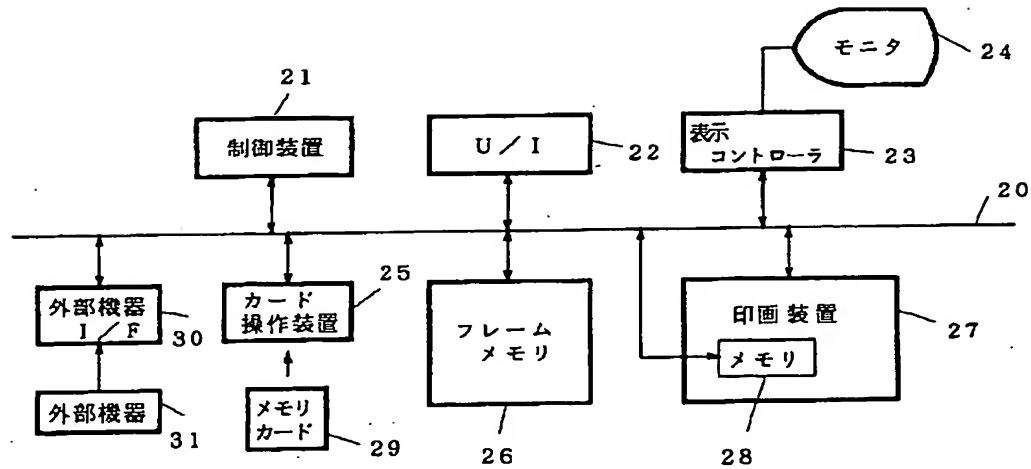 モニタ
24
21
制御装置
U/I
22
表示
コントローラ
23
20
外部機器
I/F
30
25
カード
操作装置
フレーム
メモリ
印画装置
27
メモリ
外部機器
31
メモリ
カード
29
26
28